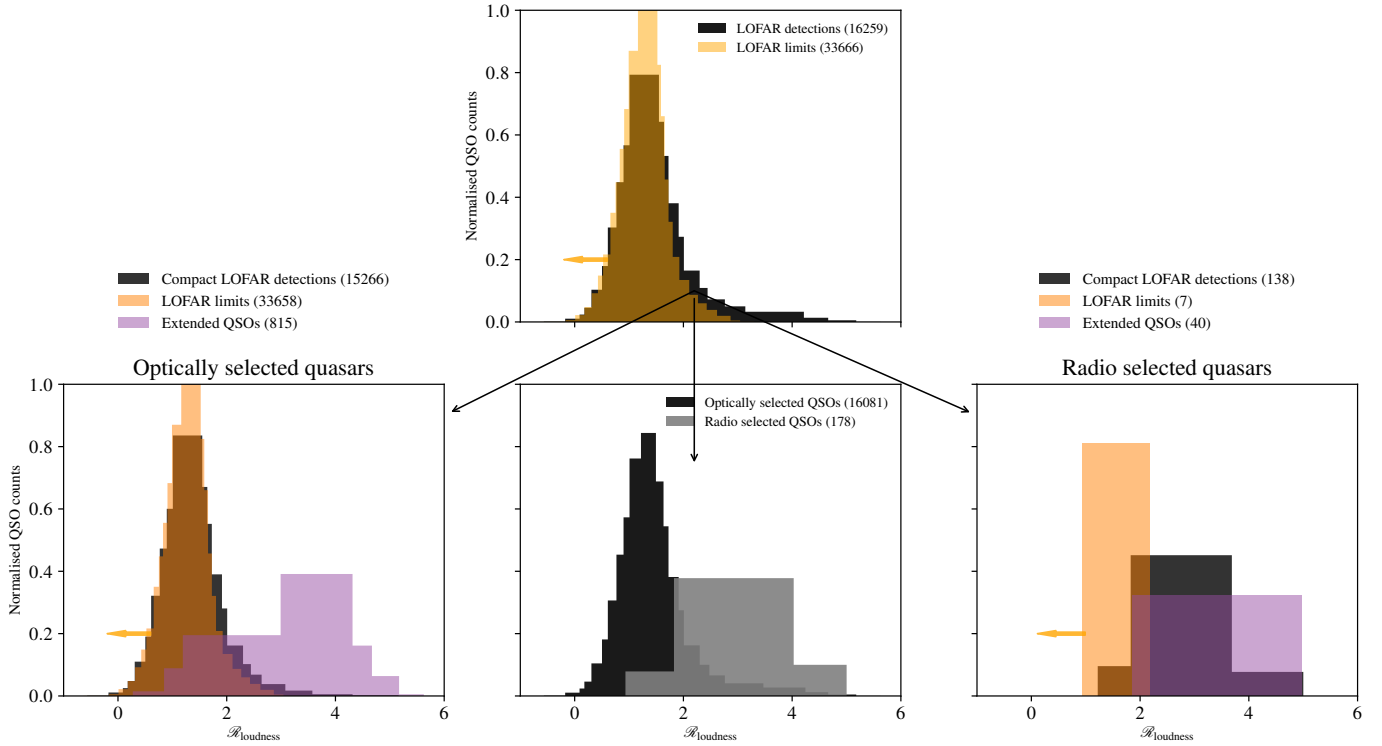 LOFAR detections (16259)
LOFAR limits (33666)
1.0
0.8
0.6
0.4
0.2
0.0
Normalised QSO counts
0 2 4 6
Compact LOFAR detections (15266)
LOFAR limits (33658)
Extended QSOs (815)
Compact LOFAR detections (138)
LOFAR limits (7)
Extended QSOs (40)
Optically selected quasars
1.0
0.8
0.6
0.4
0.2
0.0
Normalised QSO counts
0 2 4 6
ℛloudness
Optically selected QSOs (16081)
Radio selected QSOs (178)
0 2 4 6
ℛloudness
Radio selected quasars
0 2 4 6
ℛloudness